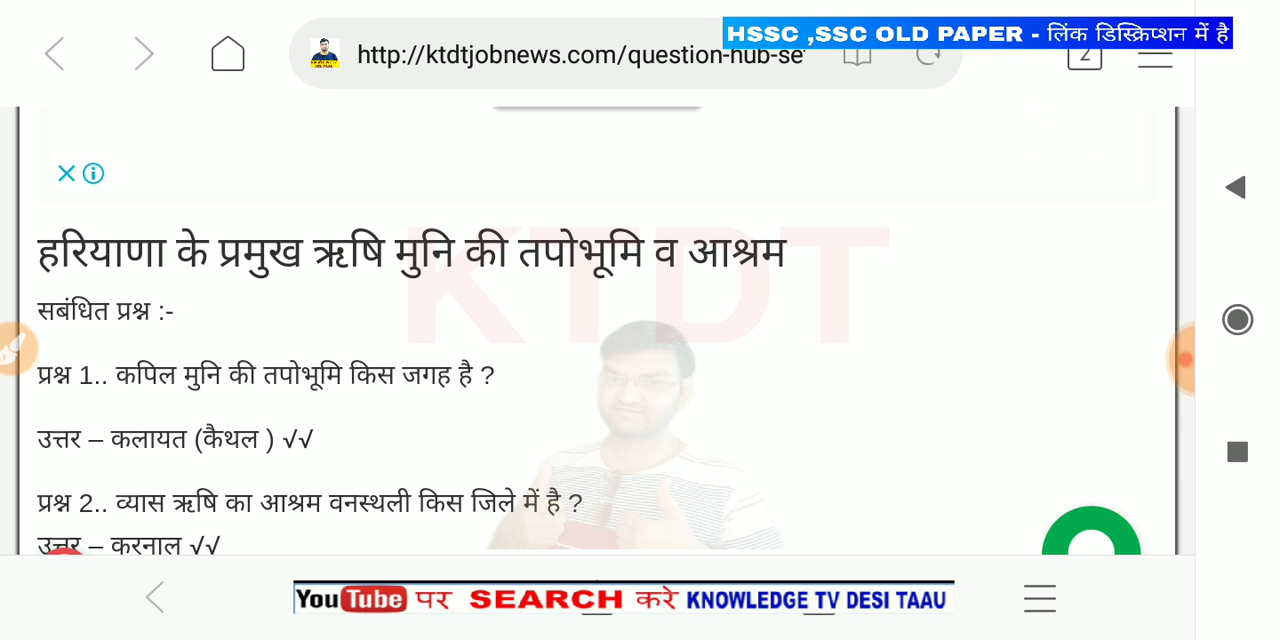 HSSC ,SSC OLD PAPER - लिंक डिस्क्रिप्शन में है
http://ktdtjobnews.com/question-hub-se
2
KTDT
हरियाणा के प्रमुख ऋषि मुनि की तपोभूमि व आश्रम
सबंधित प्रश्न :-
प्रश्न 1.. कपिल मुनि की तपोभूमि किस जगह है ?
उत्तर – कलायत (कैथल ) √√
प्रश्न 2.. व्यास ऋषि का आश्रम वनस्थली किस जिले में है ?
उत्तर – करनाल √√
YouTube पर SEARCH करे KNOWLEDGE TV DESI TAAU